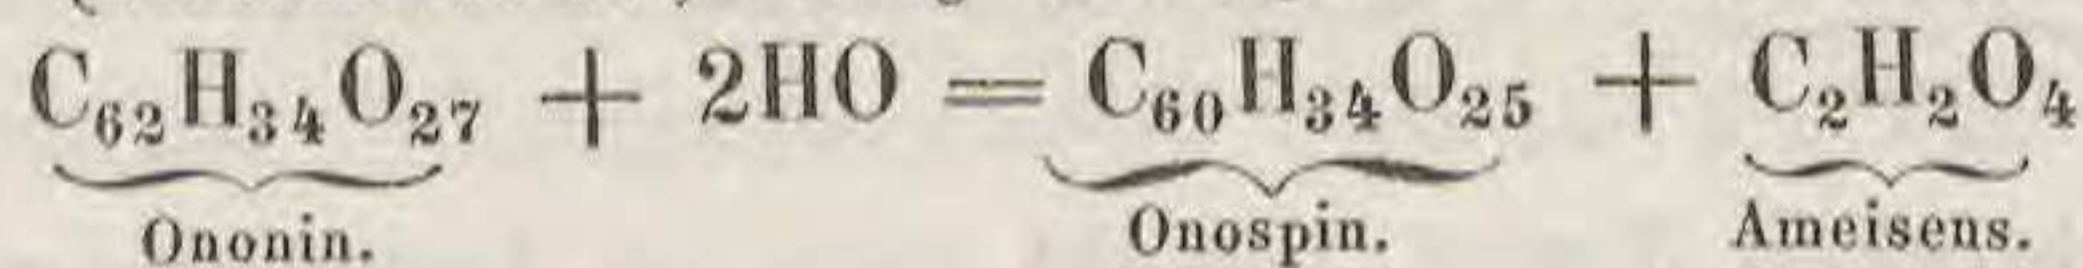 C₆₂H₃₄O₂₇ + 2HO = C₆₀H₃₄O₂₅ + C₂H₂O₄
Ononin. Onospin. Ameisens.